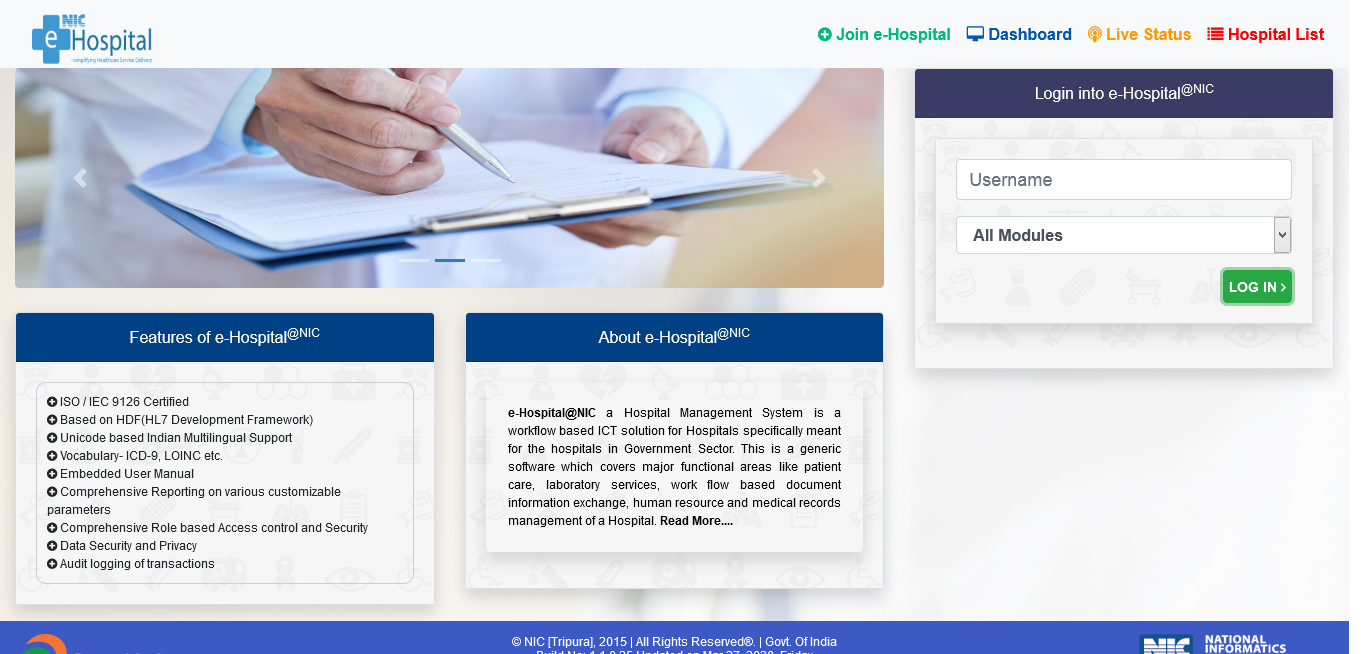 NIC
e Hospital
~simplifying Healthcare Service Delivery
Join e-Hospital Dashboard Live Status Hospital List
Login into e-Hospital@NIC
Username
All Modules
LOG IN
Features of e-Hospital@NIC
ISO / IEC 9126 Certified
Based on HDF(HL7 Development Framework)
Unicode based Indian Multilingual Support
Vocabulary- ICD-9, LOINC etc.
Embedded User Manual
Comprehensive Reporting on various customizable
parameters
Comprehensive Role based Access control and Security
Data Security and Privacy
Audit logging of transactions
About e-Hospital@NIC
e-Hospital@NIC a Hospital Management System is a
workflow based ICT solution for Hospitals specifically meant
for the hospitals in Government Sector. This is a generic
software which covers major functional areas like patient
care, laboratory services, work flow based document
information exchange, human resource and medical records
management of a Hospital. Read More....
© NIC [Tripura], 2015 | All Rights Reserved®. | Govt. Of India
NIC
NATIONAL
INFORMATICS